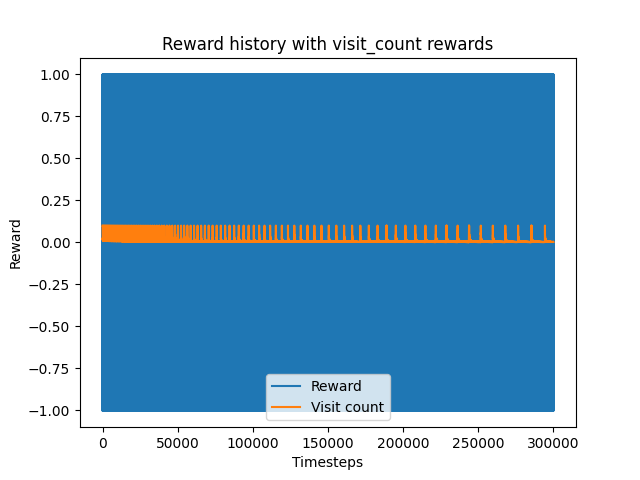 Reward history with visit_count rewards
1.00
0.75
0.50
0.25
0.00
−0.25
−0.50
−0.75
−1.00
Reward
Reward
Visit count
0 50000 100000 150000 200000 250000 300000
Timesteps